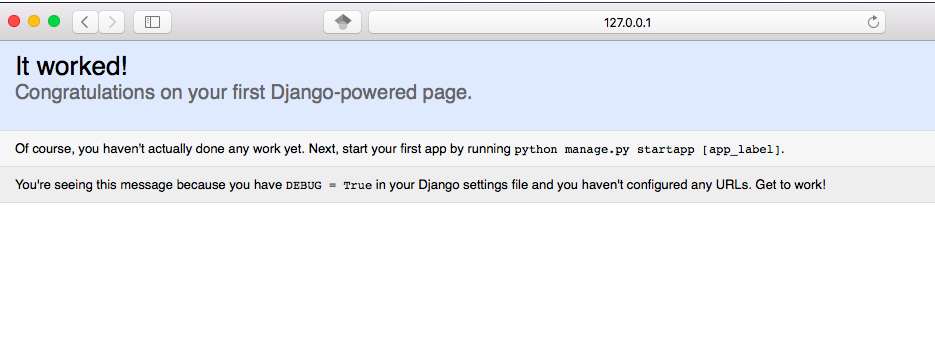 127.0.0.1
It worked!
Congratulations on your first Django-powered page.
Of course, you haven't actually done any work yet. Next, start your first app by running python manage.py startapp [app_label].
You're seeing this message because you have DEBUG = True in your Django settings file and you haven't configured any URLs. Get to work!